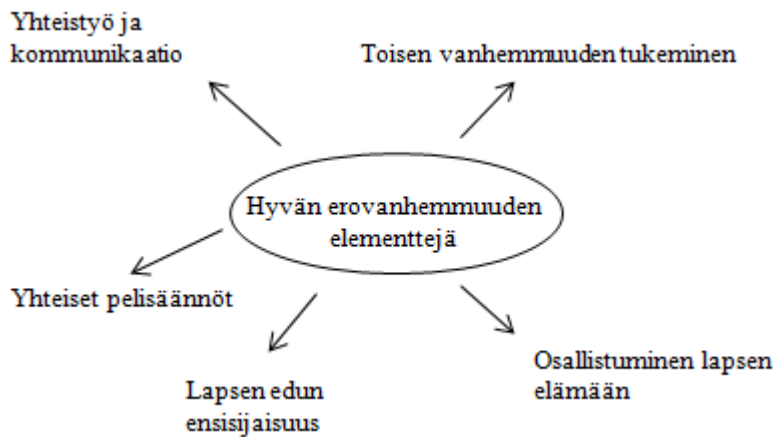 Yhteistyö ja
kommunikaatio
Toisen vanhemmuuden tukeminen
Hyvän erovanhemmuuden
elementtejä
Yhteiset pelisäännöt
Lapsen edun
ensisijaisuus
Osallistuminen lapsen
elämään